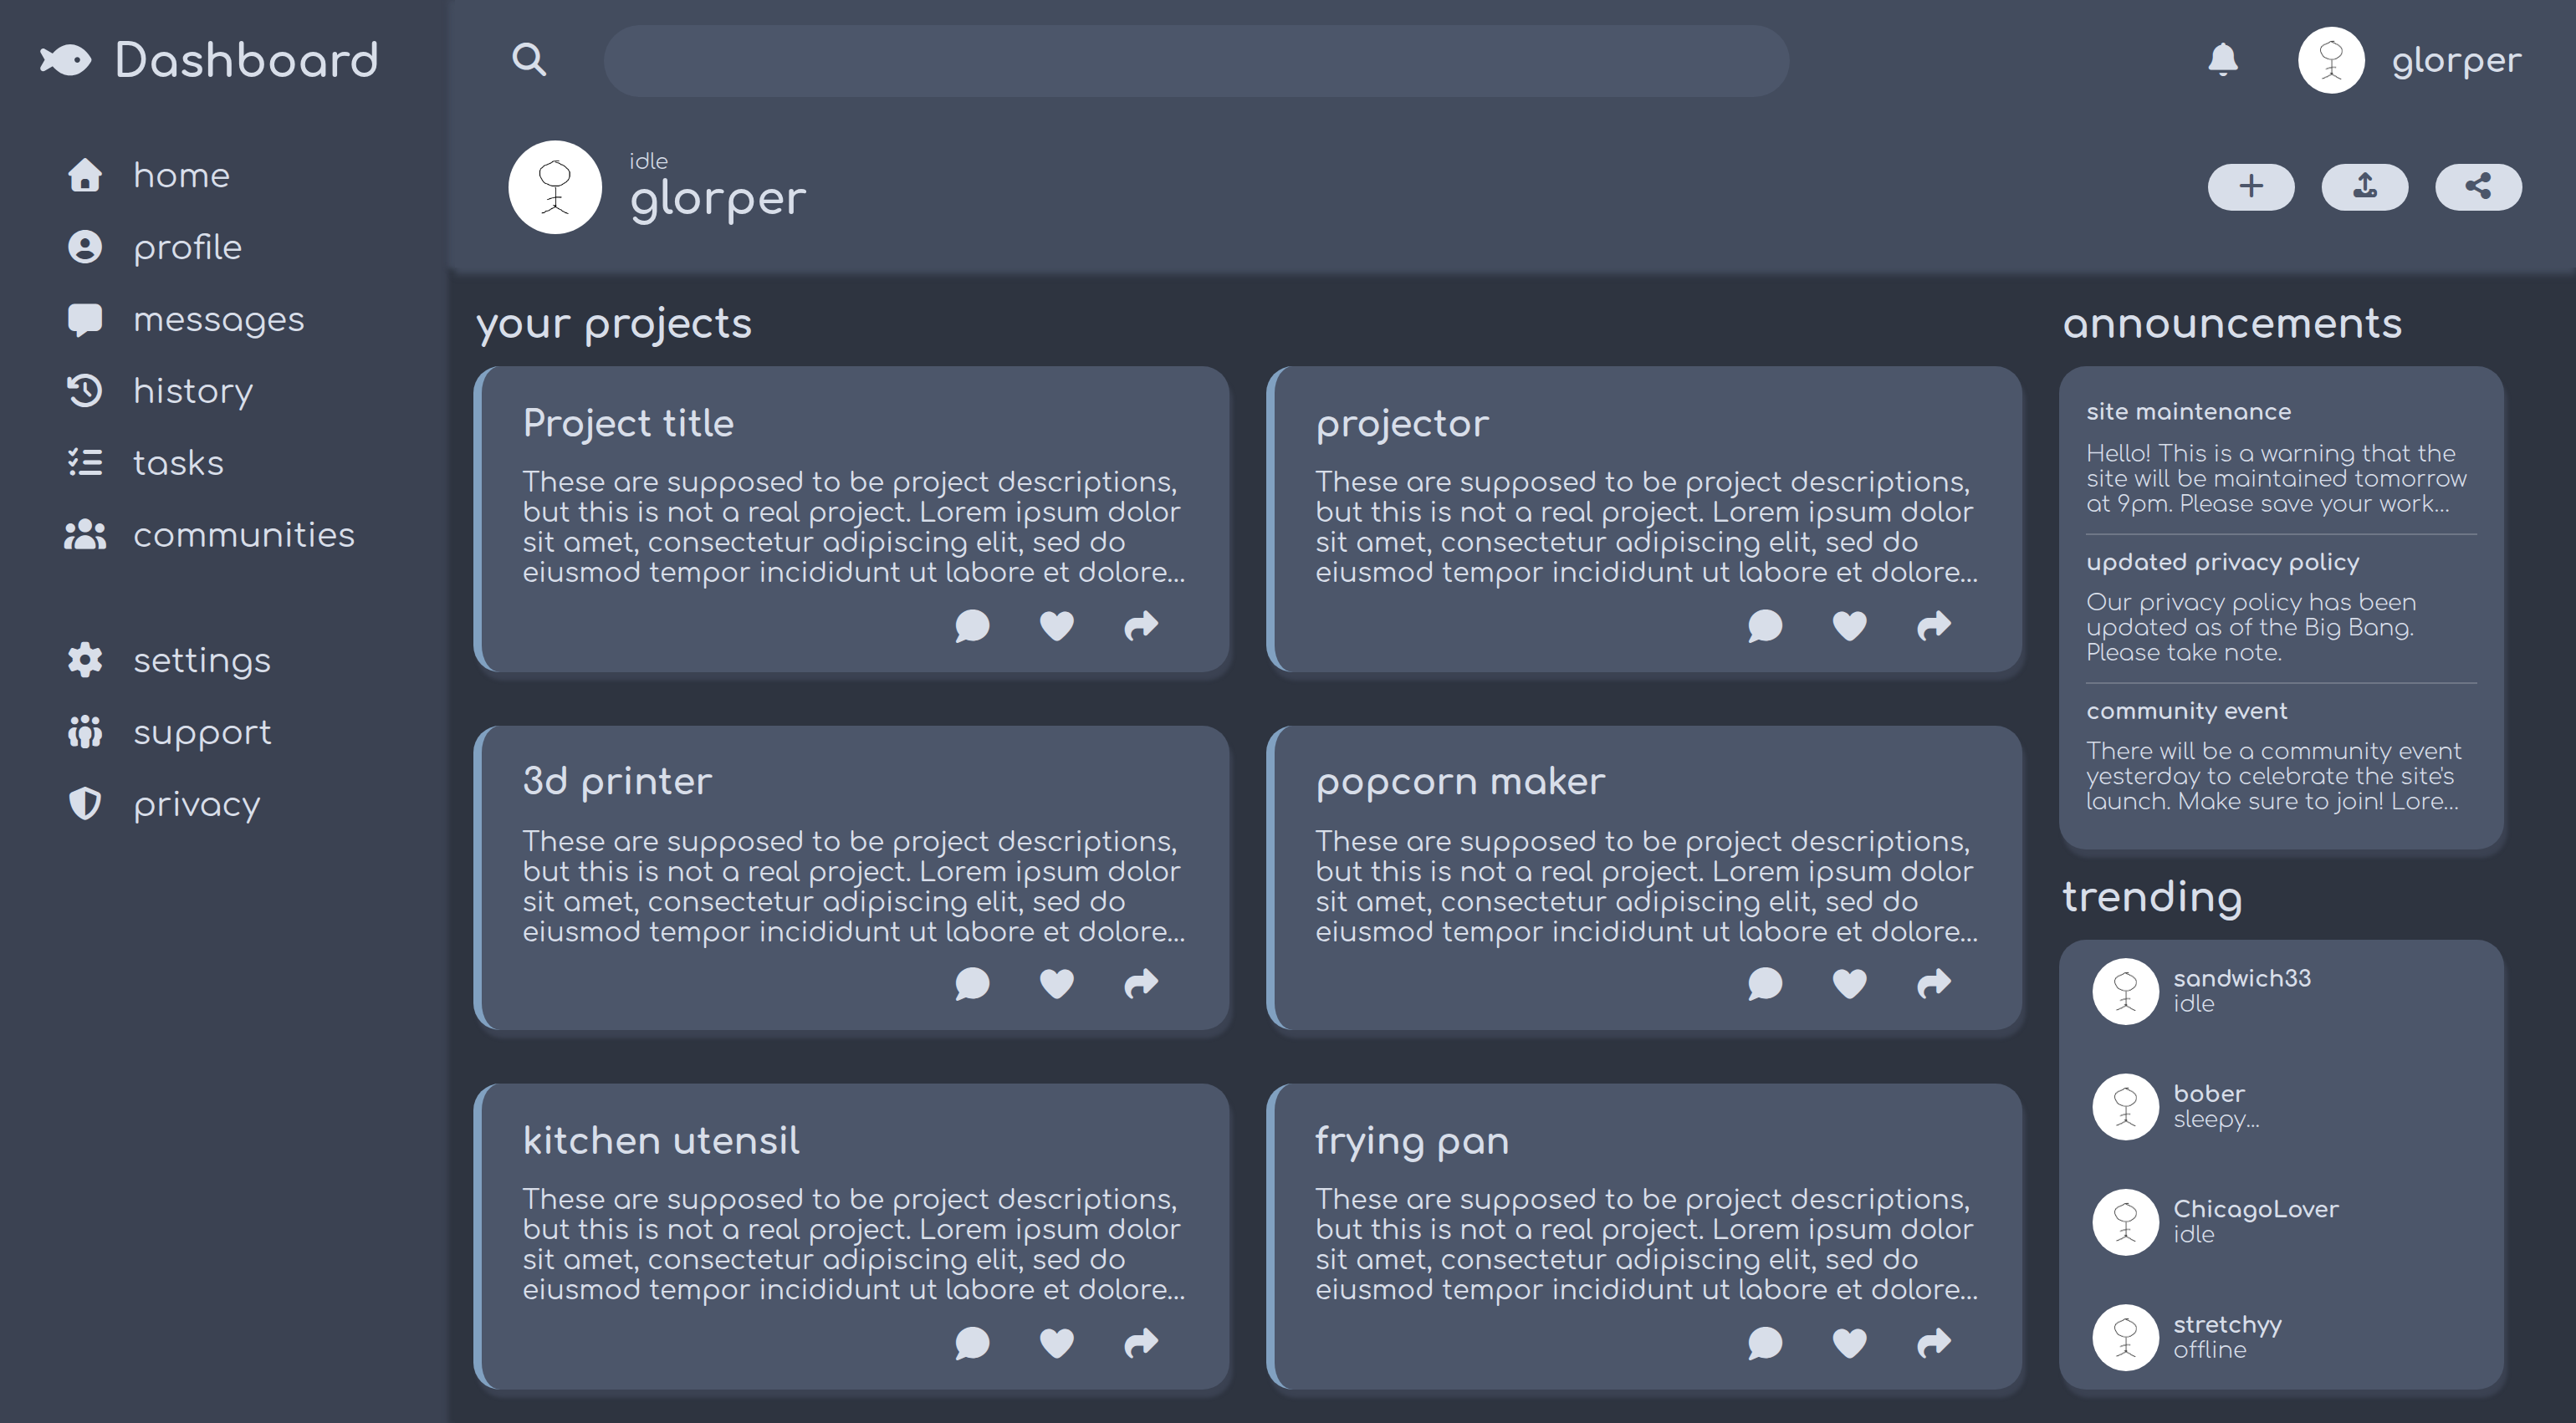 Dashboard
home
profile
messages
history
tasks
communities
settings
support
privacy
glorper
idle
glorper
your projects
Project title
These are supposed to be project descriptions,
but this is not a real project. Lorem ipsum dolor
sit amet, consectetur adipiscing elit, sed do
eiusmod tempor incididunt ut labore et dolore...
projector
These are supposed to be project descriptions,
but this is not a real project. Lorem ipsum dolor
sit amet, consectetur adipiscing elit, sed do
eiusmod tempor incididunt ut labore et dolore...
3d printer
These are supposed to be project descriptions,
but this is not a real project. Lorem ipsum dolor
sit amet, consectetur adipiscing elit, sed do
eiusmod tempor incididunt ut labore et dolore...
popcorn maker
These are supposed to be project descriptions,
but this is not a real project. Lorem ipsum dolor
sit amet, consectetur adipiscing elit, sed do
eiusmod tempor incididunt ut labore et dolore...
kitchen utensil
These are supposed to be project descriptions,
but this is not a real project. Lorem ipsum dolor
sit amet, consectetur adipiscing elit, sed do
eiusmod tempor incididunt ut labore et dolore...
frying pan
These are supposed to be project descriptions,
but this is not a real project. Lorem ipsum dolor
sit amet, consectetur adipiscing elit, sed do
eiusmod tempor incididunt ut labore et dolore...
announcements
site maintenance
Hello! This is a warning that the
site will be maintained tomorrow
at 9pm. Please save your work...
updated privacy policy
Our privacy policy has been
updated as of the Big Bang.
Please take note.
community event
There will be a community event
yesterday to celebrate the site's
launch. Make sure to join! Lore...
trending
sandwich33
idle
bober
sleepy...
ChicagoLover
idle
stretchyy
offline